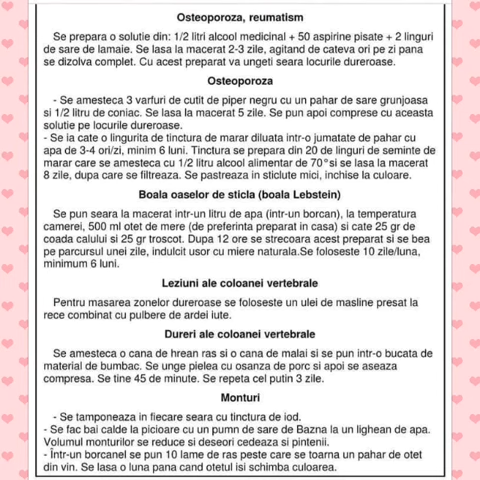 Osteoporoza, reumatism
Se prepara o solutie din: 1/2 litri alcool medicinal + 50 aspirine pisate + 2 linguri
de sare de lamaie. Se lasa la macerat 2-3 zile, agitand de cateva ori pe zi pana
se dizolva complet. Cu acest preparat va ungeti seara locurile dureroase.
Osteoporoza
- Se amesteca 3 varfuri de cutit de piper negru cu un pahar de sare grunjoasa
si 1/2 litru de coniac. Se lasa la macerat 5 zile. Se pun apoi comprese cu aceasta
solutie pe locurile dureroase.
- Se ia cate o lingurita de tinctura de marar diluata intr-o jumatate de pahar cu
apa de 3-4 ori/zi, minim 6 luni. Tinctura se prepara din 20 de linguri de seminte de
marar care se amesteca cu 1/2 litru alcool alimentar de 70° si se lasa la macerat
8 zile, dupa care se filtreaza. Se pastreaza in sticlute mici, inchise la culoare.
Boala oaselor de sticla (boala Lebstein)
Se pun seara la macerat intr-un litru de apa (intr-un borcan), la temperatura
camerei, 500 ml otet de mere (de preferinta preparat in casa) si cate 25 gr de
coada calului si 25 gr troscot. Dupa 12 ore se strecoara acest preparat si se bea
pe parcursul unei zile, indulcit usor cu miere naturala.Se foloseste 10 zile/luna,
minimum 6 luni.
Leziuni ale coloanei vertebrale
Pentru masarea zonelor dureroase se foloseste un ulei de masline presat la
rece combinat cu pulbere de ardei iute.
Dureri ale coloanei vertebrale
Se amesteca o cana de hrean ras si o cana de malai si se pun intr-o bucata de
material de bumbac. Se unge pielea cu osanza de porc si apoi se aseaza
compresa. Se tine 45 de minute. Se repeta cel putin 3 zile.
Monturi
- Se tamponeaza in fiecare seara cu tinctura de iod.
- Se fac bai calde la picioare cu un pumn de sare de Bazna la un lighean de apa.
Volumul monturilor se reduce si deseori cedeaza si pintenii.
- Într-un borcanel se pun 10 lame de ras peste care se toarna un pahar de otet
din vin. Se lasa o luna pana cand otetul isi schimba culoarea.